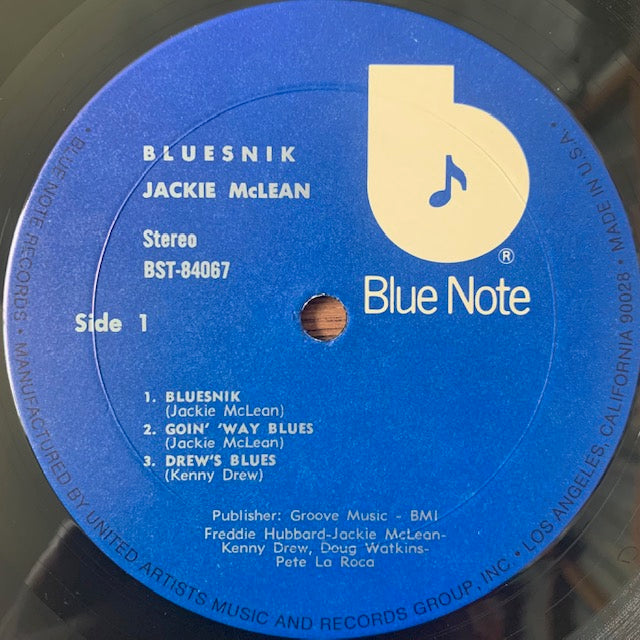 BLUESNIK
JACKIE McLEAN
Stereo
BST-84067
Side 1
b
®
Blue Note
1. BLUESNIK
(Jackie McLean)
2. GOIN' 'WAY BLUES
(Jackie McLean)
3. DREW'S BLUES
(Kenny Drew)
Publisher: Groove Music - BMI
Freddie Hubbard-Jackie McLean-
Kenny Drew, Doug Watkins-
Pete La Roca
• BLUE NOTE RECORDS • MANUFACTURED BY UNITED ARTISTS MUSIC AND RECORDS GROUP, INC. • LOS ANGELES, CALIFORNIA 90028 • MADE IN U.S.A. •